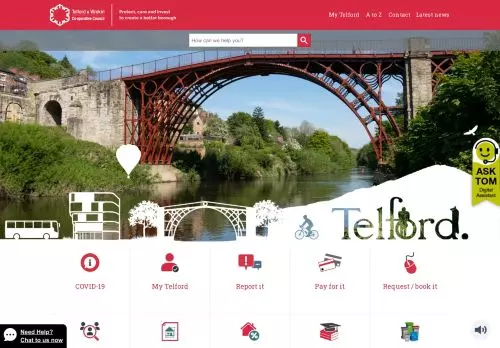 Telford & Wrekin
Co-operative Council
Protect, care and invest
to create a better borough
My Telford
A to Z
Contact
Latest news
How can we help you?
Telford.
ASK
TOM
Digital
Assistant
COVID-19
My Telford
Report it
Pay for it
Request / book it
Need Help?
Chat to us now